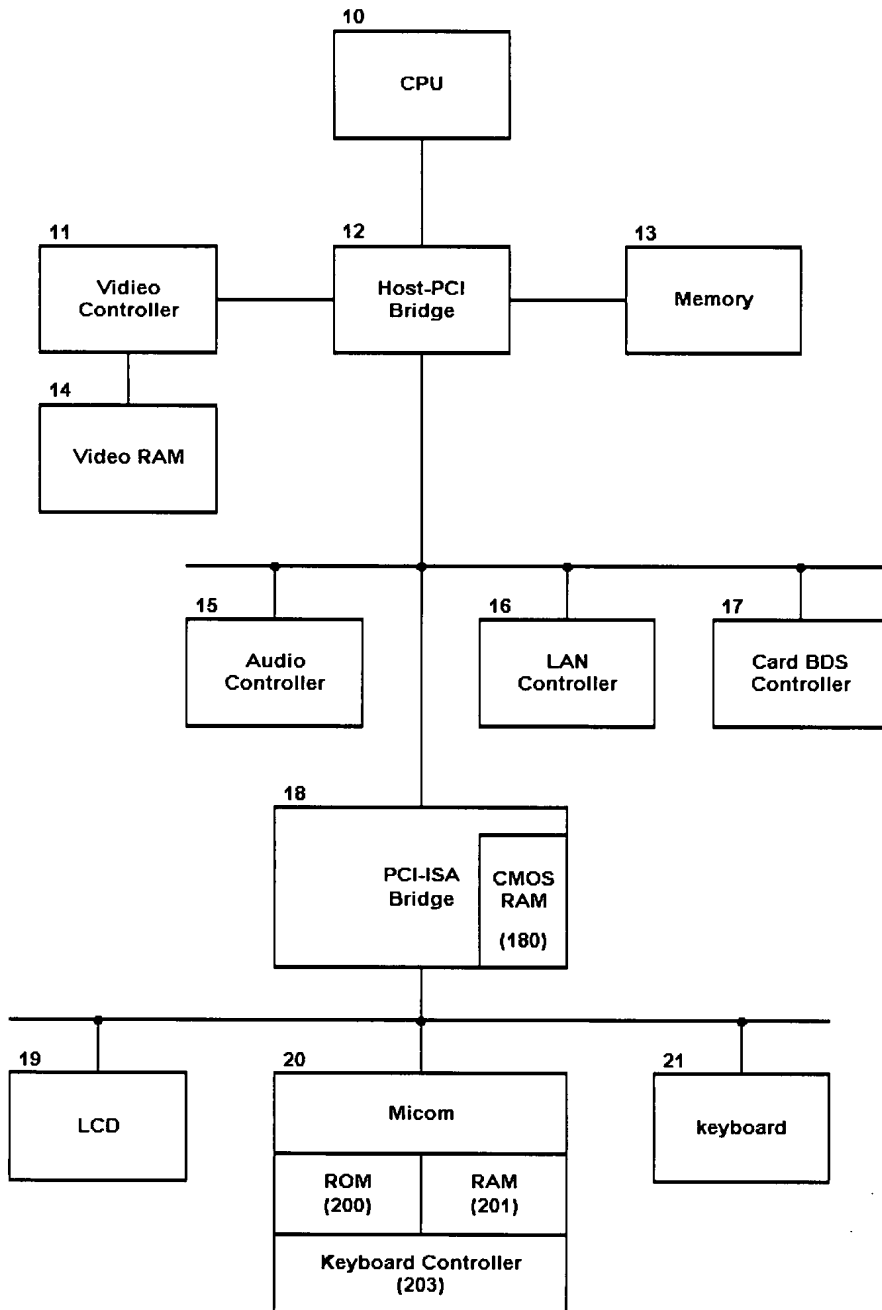 10
CPU
11
Vidieo
Controller
12
Host-PCI
Bridge
13
Memory
14
Video RAM
15
Audio
Controller
16
LAN
Controller
17
Card BDS
Controller
18
PCI-ISA
Bridge
CMOS
RAM
(180)
19
LCD
20
Micom
ROM
(200)
RAM
(201)
Keyboard Controller
(203)
21
keyboard